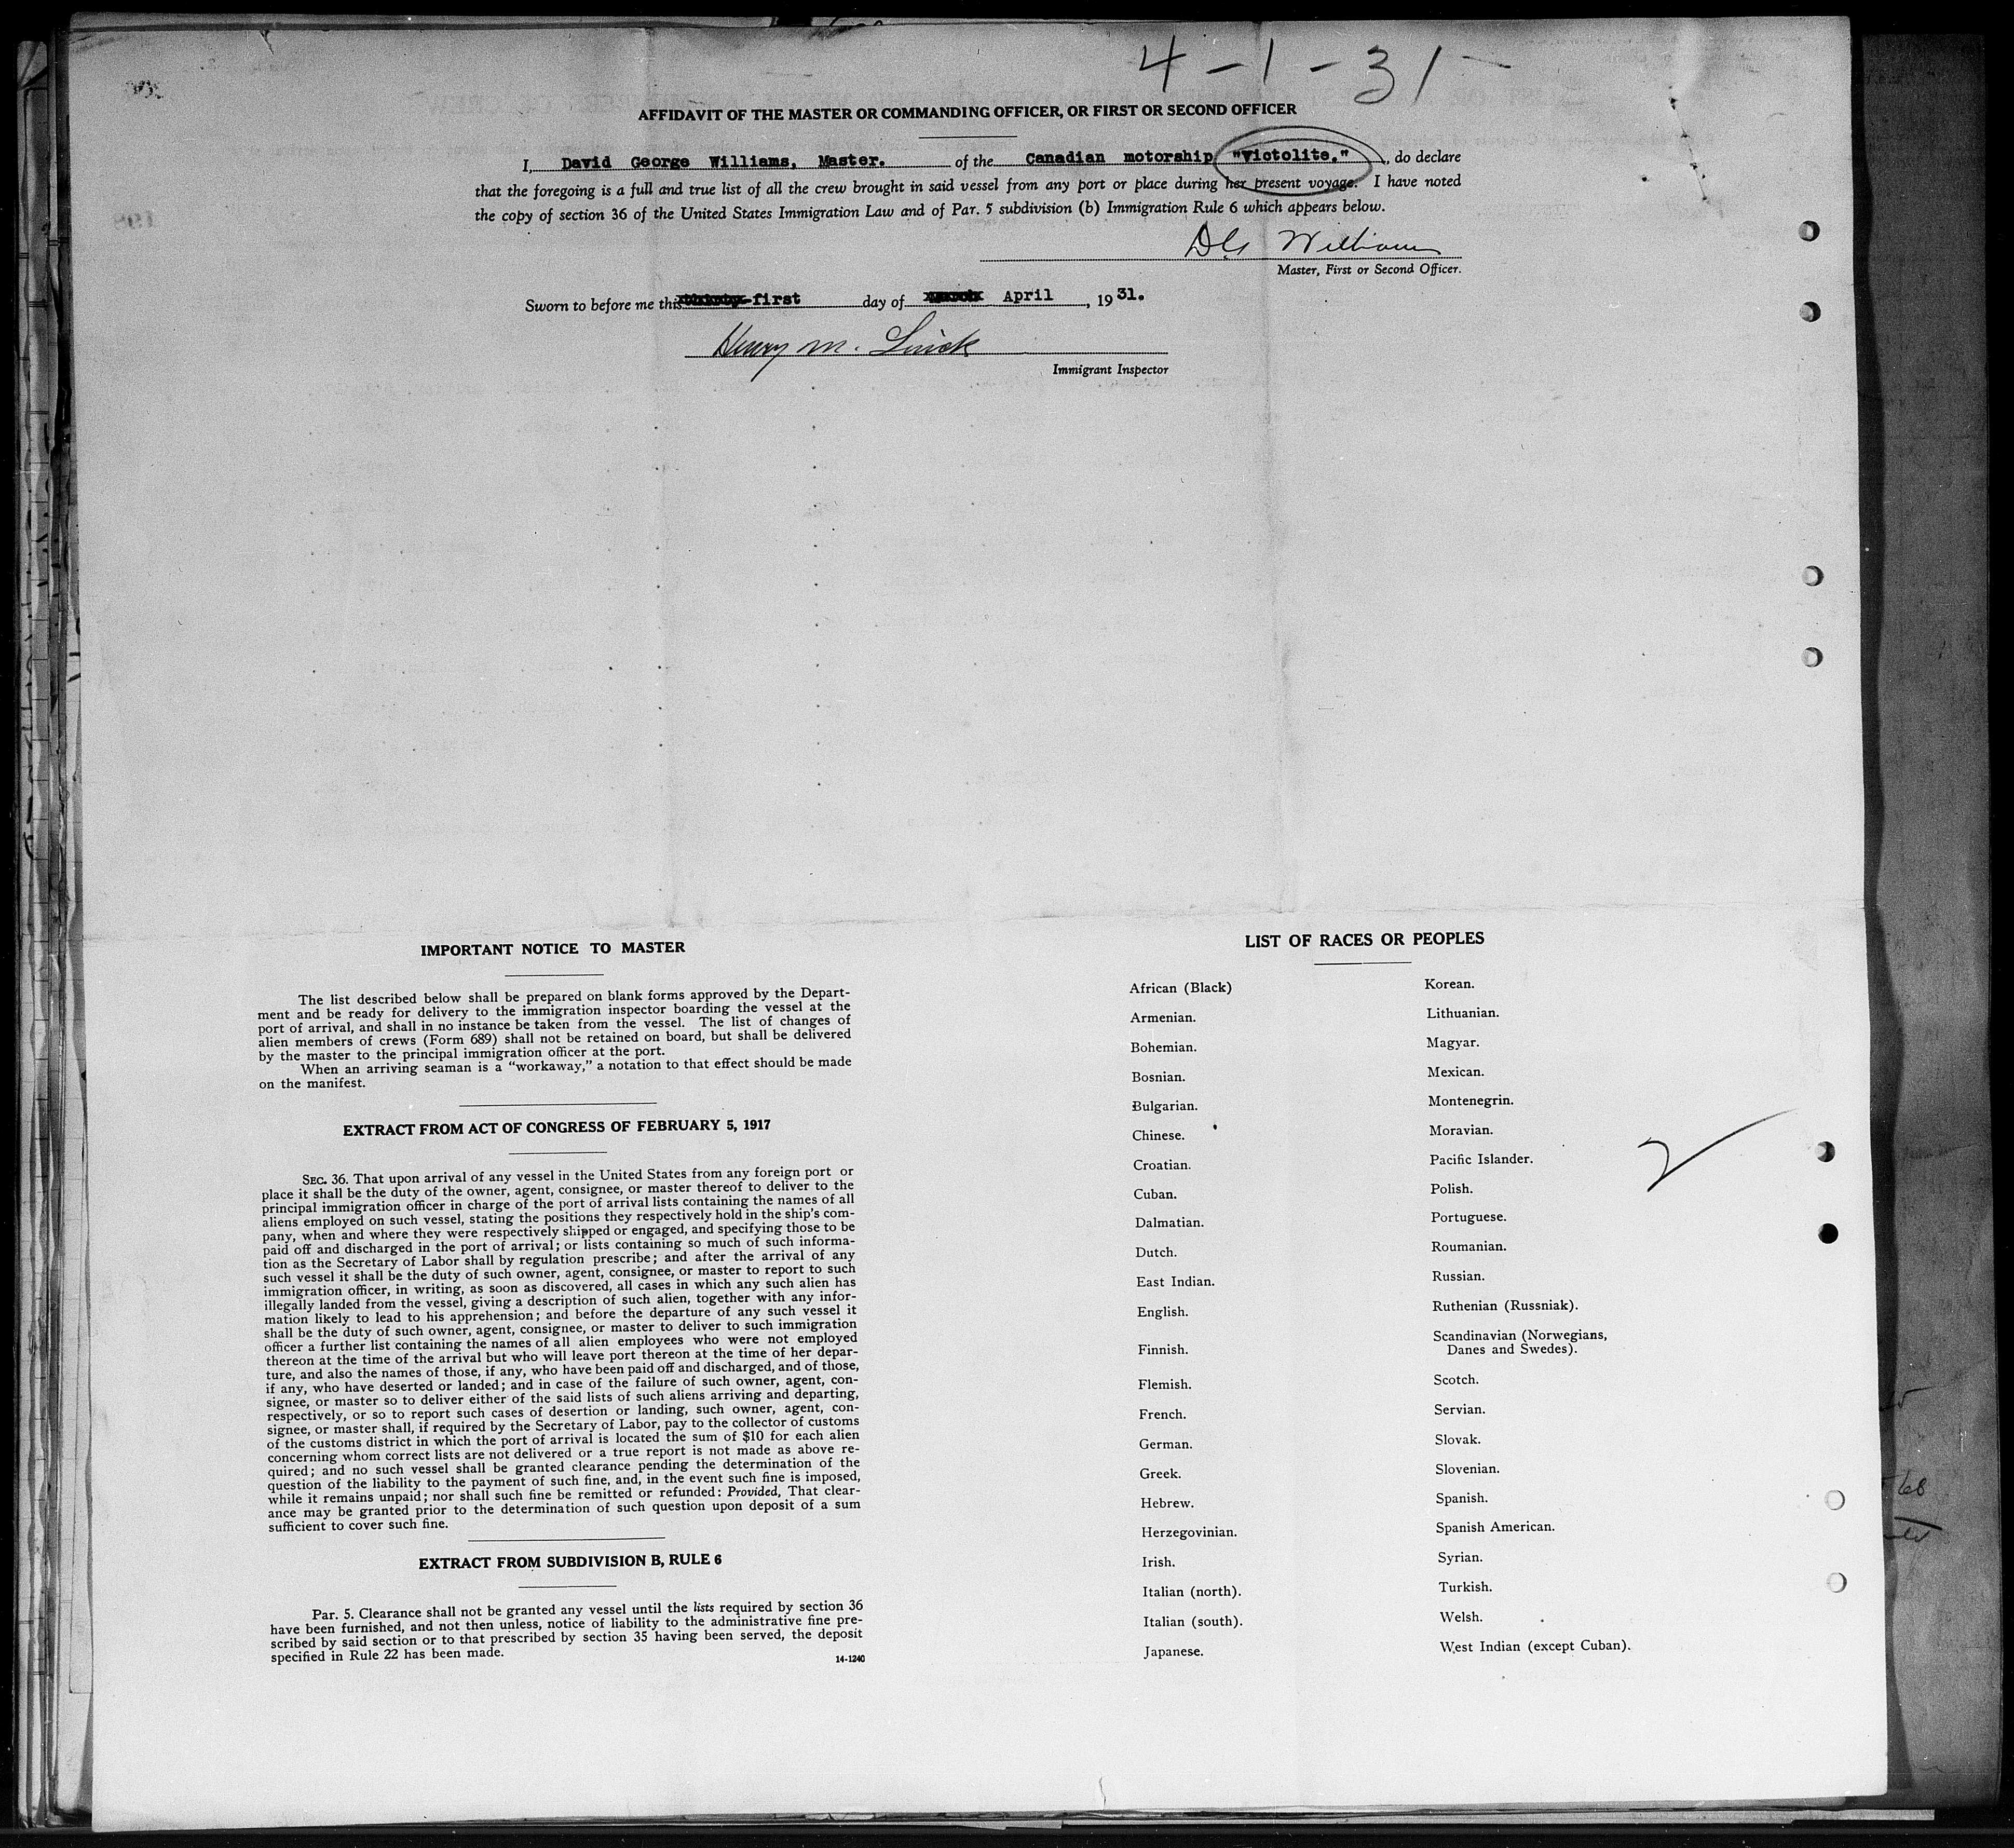 4-1-31
AFFIDAVIT OF THE MASTER OR COMMANDING OFFICER, OR FIRST OR SECOND OFFICER
I, David George Williams, Master. of the Canadian motorship "Victolite." , do declare
that the foregoing is a full and true list of all the crew brought in said vessel from any port or place during her present voyage. I have noted
the copy of section 36 of the United States Immigration Law and of Par. 5 subdivision (b) Immigration Rule 6 which appears below.
DG Williams
Master, First or Second Officer.
Sworn to before me this thirty-first day of March April , 19 31.
Henry M.
Immigrant Inspector
IMPORTANT NOTICE TO MASTER
The list described below shall be prepared on blank forms approved by the Depart-
ment and be ready for delivery to the immigration inspector boarding the vessel at the
port of arrival, and shall in no instance be taken from the vessel. The list of changes of
alien members of crews (Form 689) shall not be retained on board, but shall be delivered
by the master to the principal immigration officer at the port.
When an arriving seaman is a "workaway," a notation to that effect should be made
on the manifest.
EXTRACT FROM ACT OF CONGRESS OF FEBRUARY 5, 1917
SEC. 36. That upon arrival of any vessel in the United States from any foreign port or
place it shall be the duty of the owner, agent, consignee, or master thereof to deliver to the
principal immigration officer in charge of the port of arrival lists containing the names of all
aliens employed on such vessel, stating the positions they respectively hold in the ship's com-
pany, when and where they were respectively shipped or engaged, and specifying those to be
paid off and discharged in the port of arrival; or lists containing so much of such informa-
tion as the Secretary of Labor shall by regulation prescribe; and after the arrival of any
such vessel it shall be the duty of such owner, agent, consignee, or master to report to such
immigration officer, in writing, as soon as discovered, all cases in which any such alien has
illegally landed from the vessel, giving a description of such alien, together with any infor-
mation likely to lead to his apprehension; and before the departure of any such vessel it
shall be the duty of such owner, agent, consignee, or master to deliver to such immigration
officer a further list containing the names of all alien employees who were not employed
thereon at the time of the arrival but who will leave port thereon at the time of her depar-
ture, and also the names of those, if any, who have been paid off and discharged, and of those,
if any, who have deserted or landed; and in case of the failure of such owner, agent, con-
signee, or master so to deliver either of the said lists of such aliens arriving and departing,
respectively, or so to report such cases of desertion or landing, such owner, agent, con-
signee, or master shall, if required by the Secretary of Labor, pay to the collector of customs
of the customs district in which the port of arrival is located the sum of $10 for each alien
concerning whom correct lists are not delivered or a true report is not made as above re-
quired; and no such vessel shall be granted clearance pending the determination of the
question of the liability to the payment of such fine, and, in the event such fine is imposed,
while it remains unpaid; nor shall such fine be remitted or refunded: Provided, That clear-
ance may be granted prior to the determination of such question upon deposit of a sum
sufficient to cover such fine.
EXTRACT FROM SUBDIVISION B, RULE 6
Par. 5. Clearance shall not be granted any vessel until the lists required by section 36
have been furnished, and not then unless, notice of liability to the administrative fine pre-
scribed by said section or to that prescribed by section 35 having been served, the deposit
specified in Rule 22 has been made.
14-1240
LIST OF RACES OR PEOPLES
African (Black)
Armenian.
Bohemian.
Bosnian.
Bulgarian.
Chinese.
Croatian.
Cuban.
Dalmatian.
Dutch.
East Indian.
English.
Finnish.
Flemish.
French.
German.
Greek.
Hebrew.
Herzegovinian.
Irish.
Italian (north).
Italian (south).
Japanese.
Korean.
Lithuanian.
Magyar.
Mexican.
Montenegrin.
Moravian.
Pacific Islander.
Polish.
Portuguese.
Roumanian.
Russian.
Ruthenian (Russniak).
Scandinavian (Norwegians,
Danes and Swedes).
Scotch.
Servian.
Slovak.
Slovenian.
Spanish.
Spanish American.
Syrian.
Turkish.
Welsh.
West Indian (except Cuban).